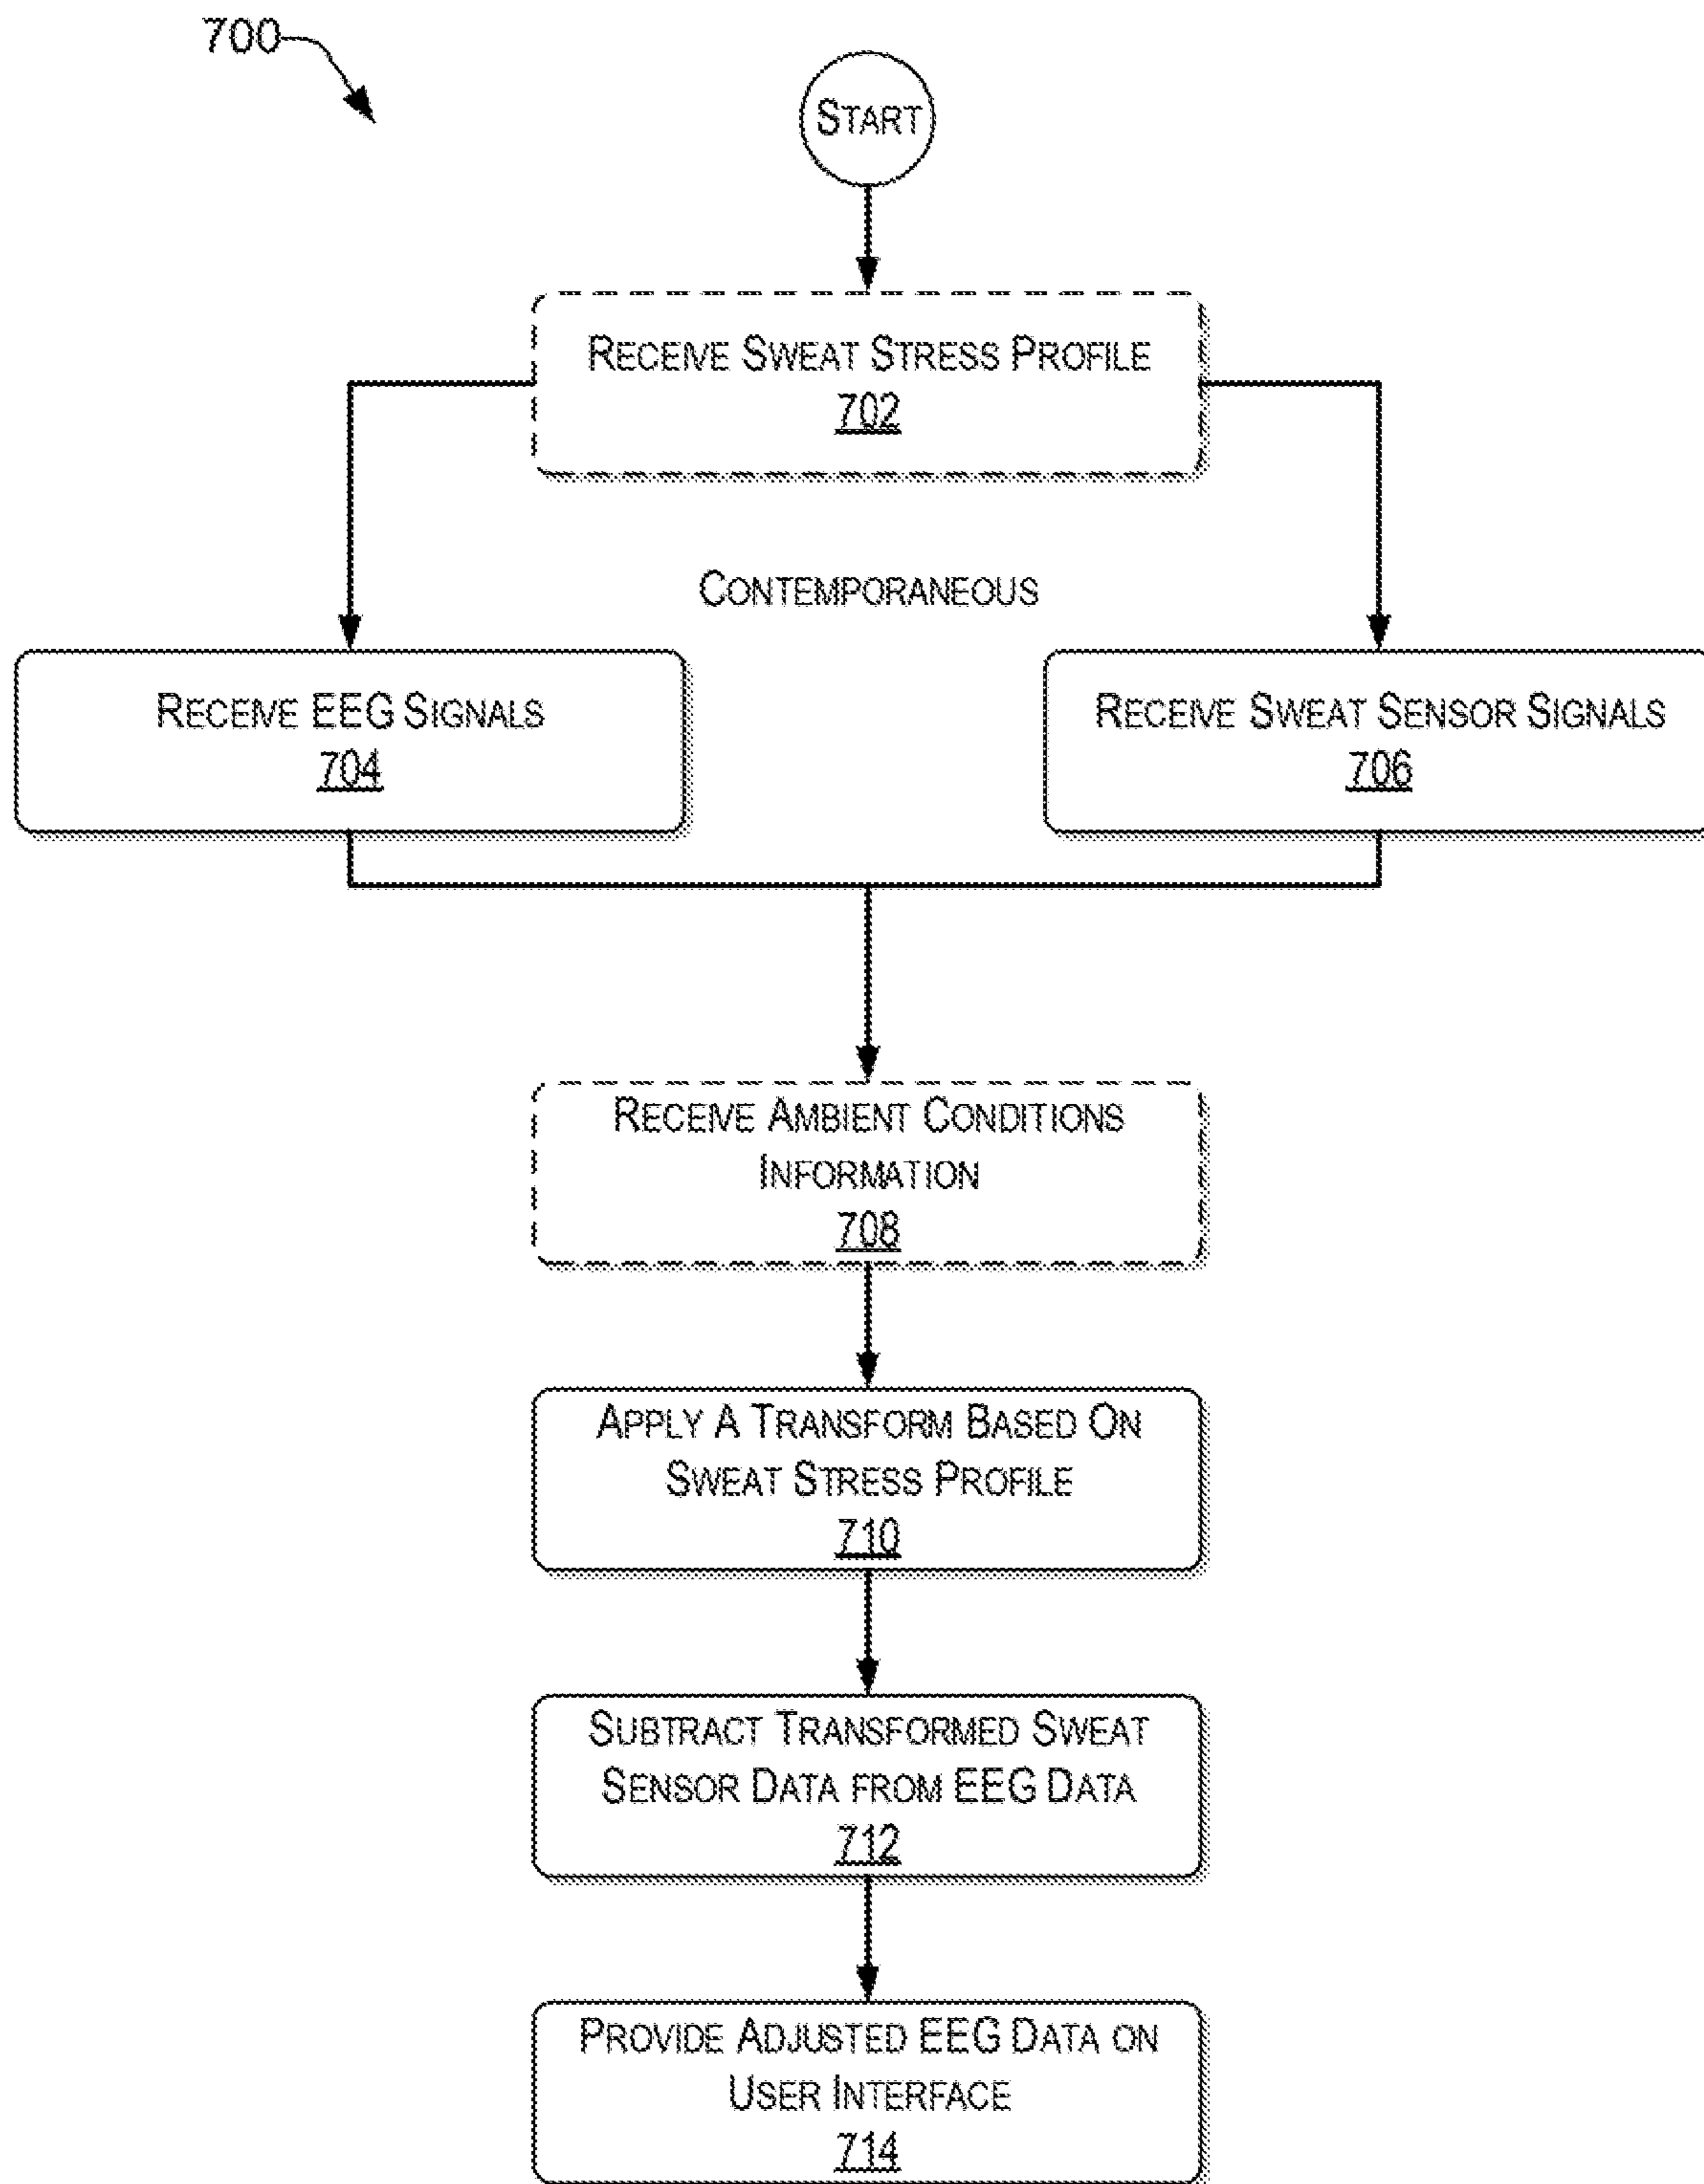 700
START
RECEIVE SWEAT STRESS PROFILE
702
CONTEMPORANEOUS
RECEIVE EEG SIGNALS
704
RECEIVE SWEAT SENSOR SIGNALS
706
RECEIVE AMBIENT CONDITIONS
INFORMATION
708
APPLY A TRANSFORM BASED ON
SWEAT STRESS PROFILE
710
SUBTRACT TRANSFORMED SWEAT
SENSOR DATA FROM EEG DATA
712
PROVIDE ADJUSTED EEG DATA ON
USER INTERFACE
714